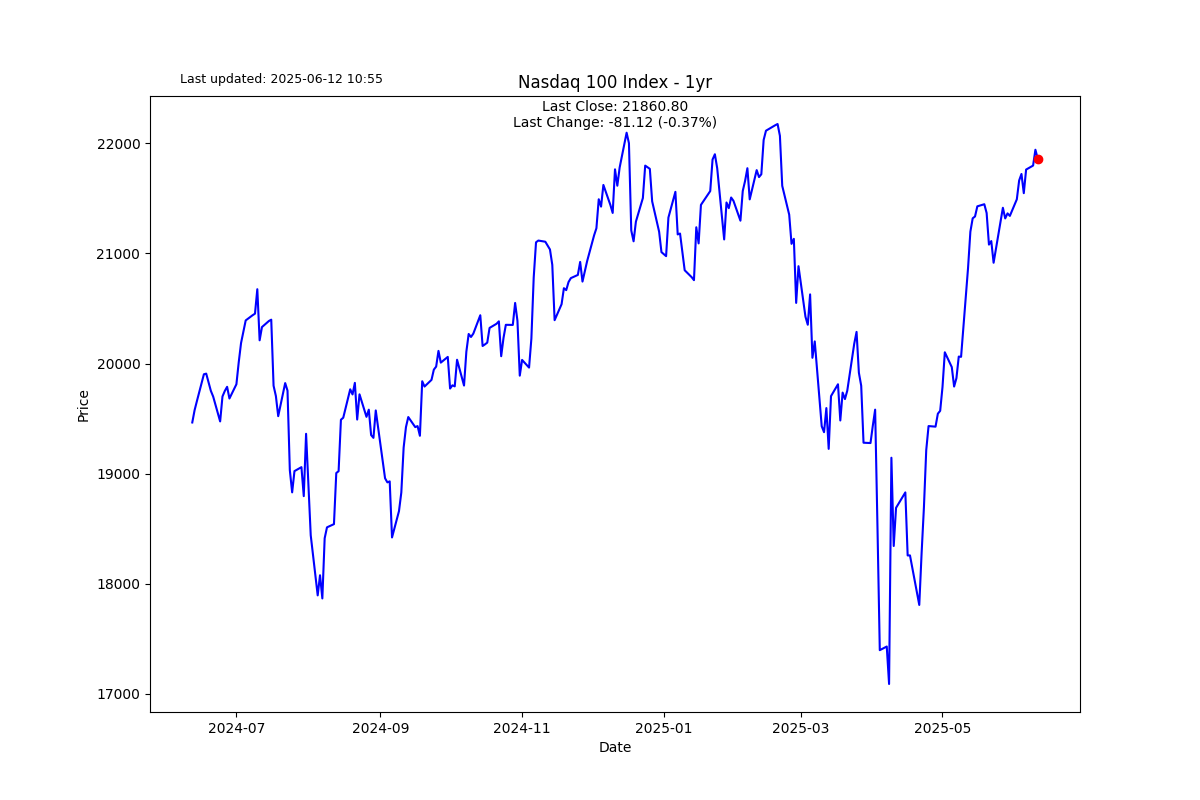 Last updated: 2025-06-12 10:55
Nasdaq 100 Index - 1yr
Last Close: 21860.80
Last Change: -81.12 (-0.37%)
22000
21000
20000
19000
18000
17000
Price
2024-07
2024-09
2024-11
2025-01
2025-03
2025-05
Date